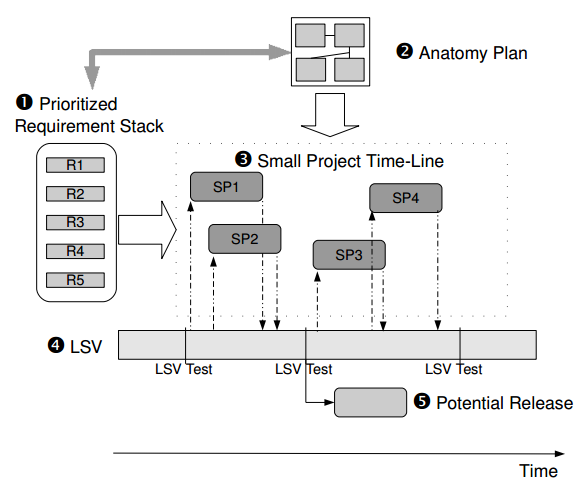 ❷ Anatomy Plan
❶ Prioritized
Requirement Stack
❸ Small Project Time-Line
R1
R2
R3
R4
R5
SP1
SP4
SP2
SP3
❹ LSV
LSV Test
LSV Test
LSV Test
❺ Potential Release
Time